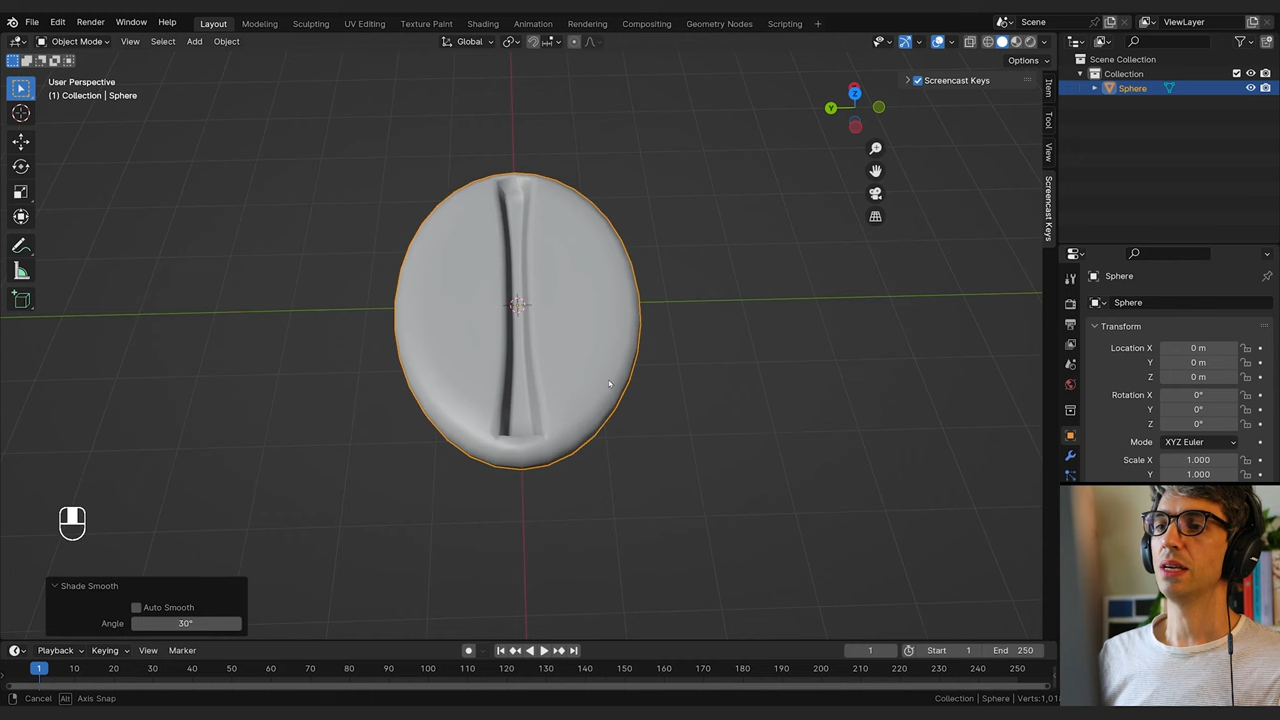 File Edit Render Window Help Layout Modeling Sculpting UV Editing Texture Paint Shading Animation Rendering Compositing Geometry Nodes Scripting + Scene ViewLayer
Object Mode View Select Add Object Global
Options
User Perspective
(1) Collection | Sphere
Screencast Keys
Z
Y
Item
Tool
View
Screencast Keys
Scene Collection
Collection
Sphere
Sphere
Sphere
Transform
Location X 0 m
Y 0 m
Z 0 m
Rotation X 0°
Y 0°
Z 0°
Mode XYZ Euler
Scale X 1.000
Y 1.000
Shade Smooth
Auto Smooth
Angle 30°
Playback Keying View Marker 1 Start 1 End 250
1 10 20 30 40 50 60 70 80 90 100 110 120 130 140 150 160 170 180 190 200 210 220 230 240 250
Cancel Alt Axis Snap Collection | Sphere | Verts:1,01